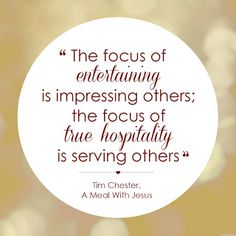 “ The focus of
entertaining
is impressing others;
the focus of
true hospitality
is serving others ”
Tim Chester,
A Meal With Jesus